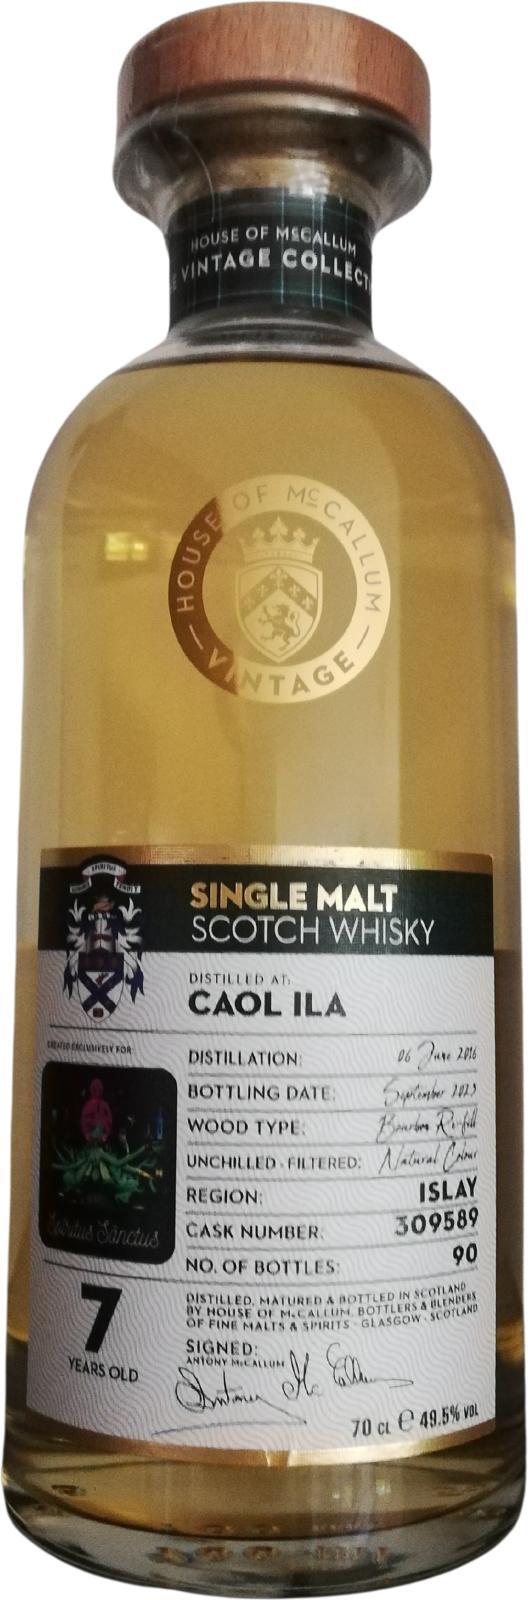 HOUSE OF McCALLUM
VINTAGE COLLECT
HOUSE OF McCALLUM
VINTAGE
SPIRITUS
SINGLE MALT
SCOTCH WHISKY
DISTILLED AT:
CAOL ILA
CREATED EXCLUSIVELY FOR:
Spiritus Sanctus
DISTILLATION: 06 June 2016
BOTTLING DATE: September 2023
WOOD TYPE: Bourbon Re-fill
UNCHILLED-FILTERED: Natural Colour
REGION: ISLAY
CASK NUMBER: 309589
NO. OF BOTTLES: 90
7
YEARS OLD
DISTILLED, MATURED & BOTTLED IN SCOTLAND
BY HOUSE OF McCALLUM, BOTTLERS & BLENDERS
OF FINE MALTS & SPIRITS - GLASGOW - SCOTLAND
SIGNED:
ANTONY McCALLUM
Antony Mc Callum
70 CL e 49.5% VOL